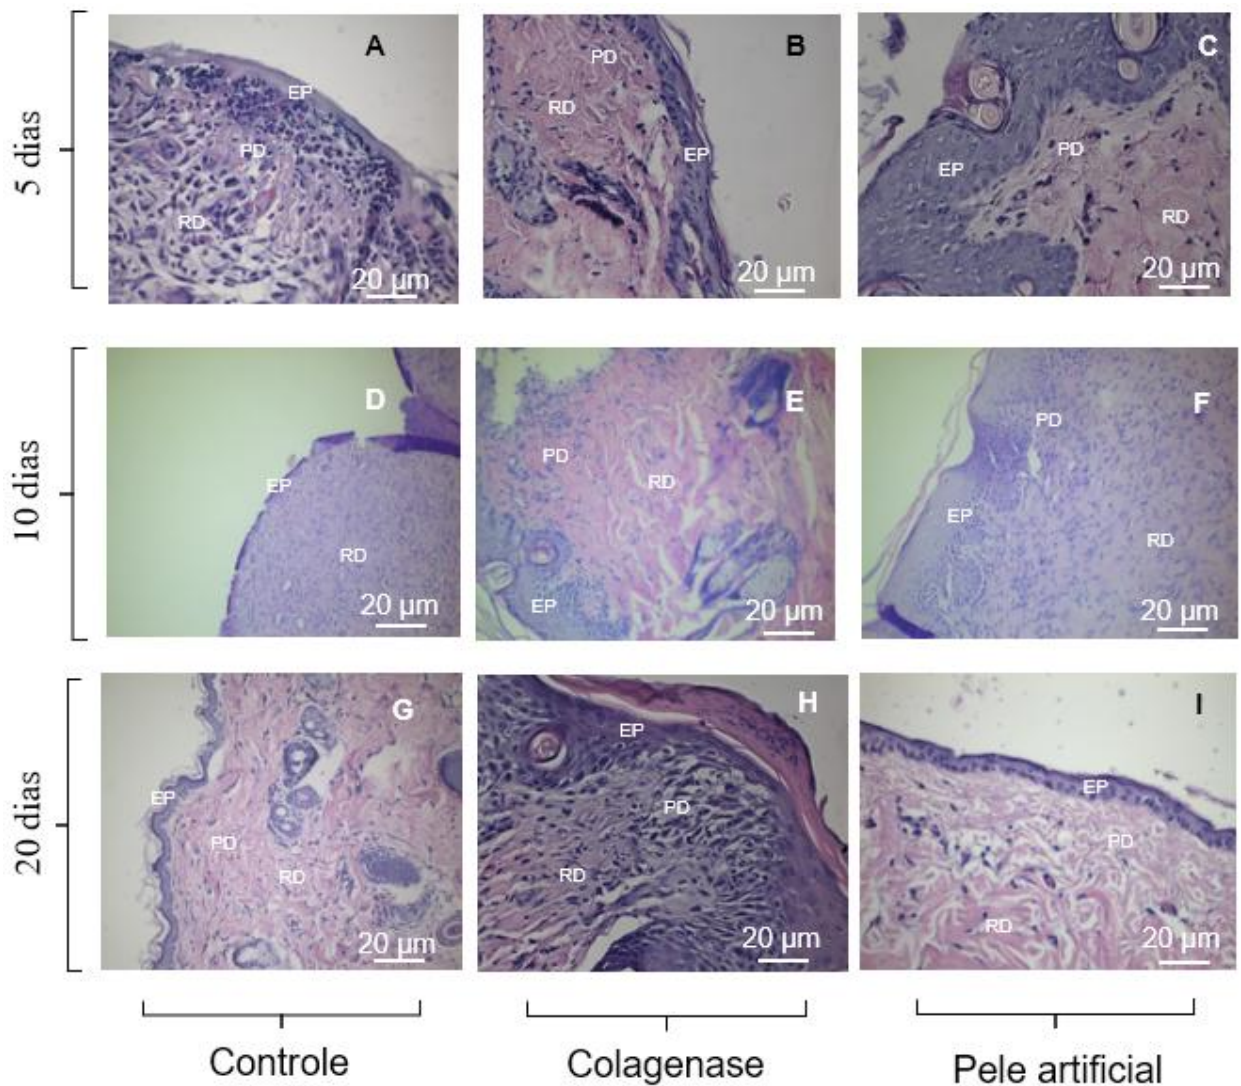 5 dias
A
EP
PD
RD
20 µm
B
PD
RD
EP
20 µm
C
PD
EP
RD
20 µm
10 dias
D
EP
RD
20 µm
E
PD
RD
EP
20 µm
F
PD
EP
RD
20 µm
20 dias
G
EP
PD
RD
20 µm
H
EP
PD
RD
20 µm
I
EP
PD
RD
20 µm
Controle
Colagenase
Pele artificial